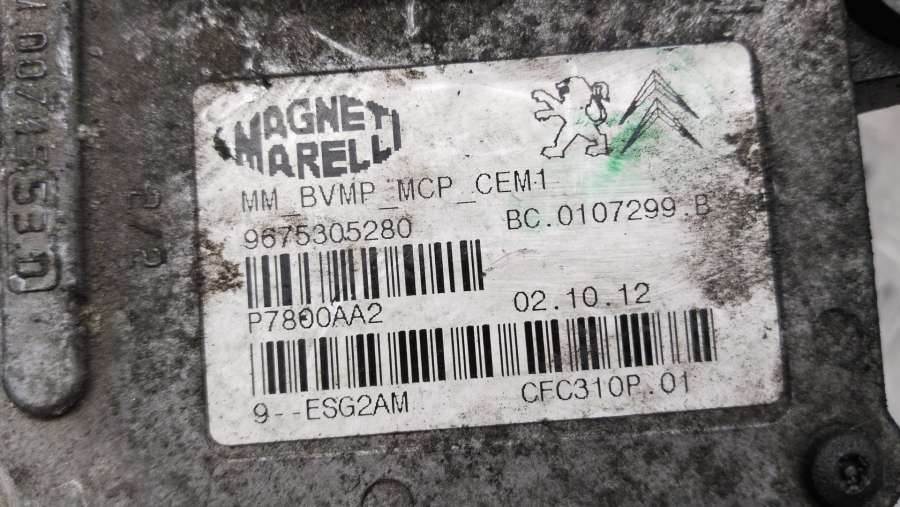 MAGNETI
MARELLI
MM_BVMP_MCP_CEM1
9675305280
BC.0107299.B
P7800AA2
02.10.12
9--ESG2AM
CFC310P.01